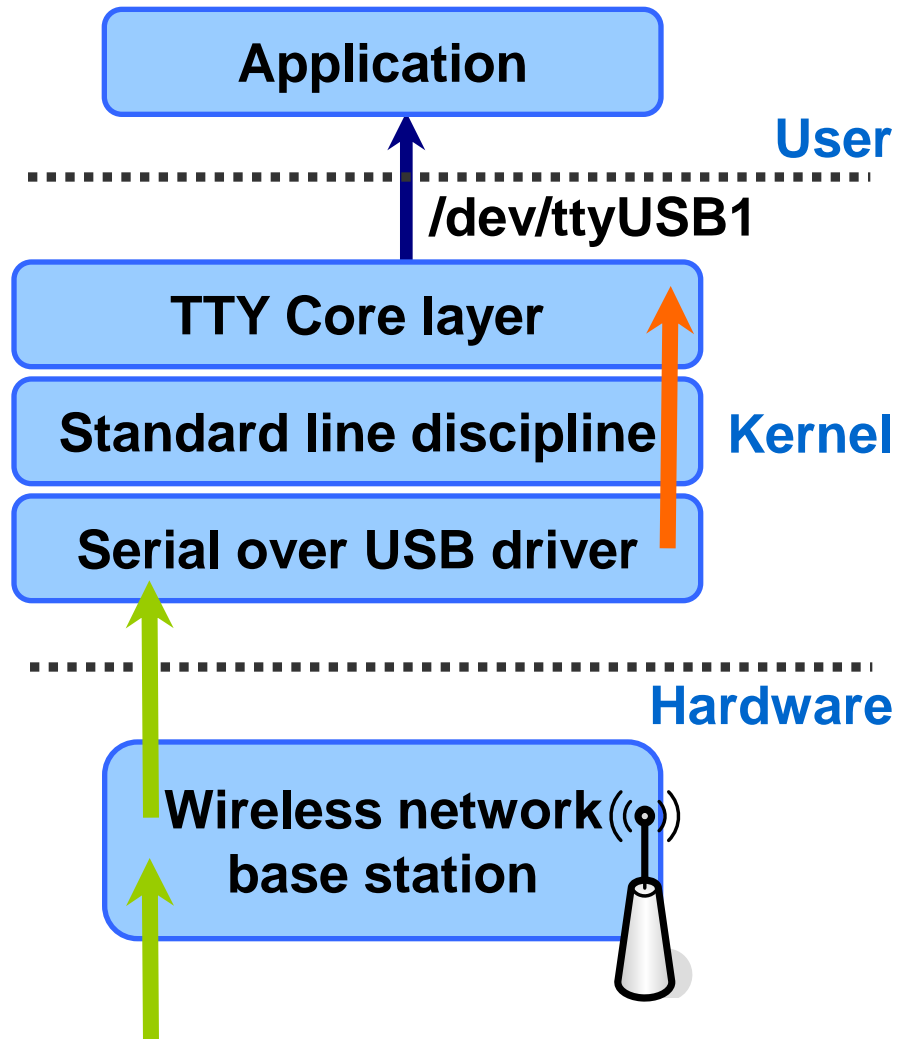 Application
User
/dev/ttyUSB1
TTY Core layer
Standard line discipline
Kernel
Serial over USB driver
Hardware
Wireless network
base station